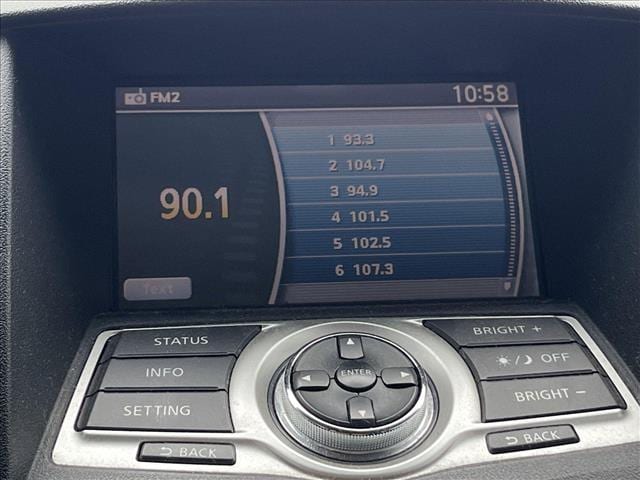 FM2 10:58
1 93.3
2 104.7
3 94.9
90.1
4 101.5
5 102.5
6 107.3
Text
STATUS
INFO
SETTING
BACK
ENTER
BRIGHT +
OFF
BRIGHT -
BACK